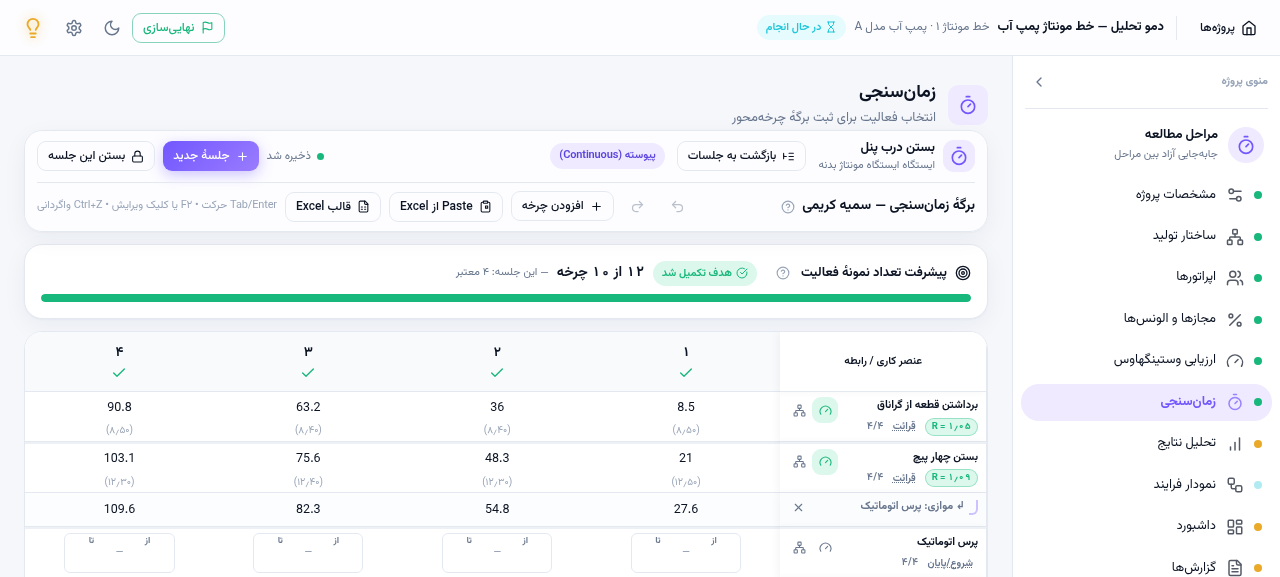 پروژه‌ها
دمو تحلیل — خط مونتاژ پمپ آب
خط مونتاژ ۱ · پمپ آب مدل A
در حال انجام
نهایی‌سازی
منوی پروژه
مراحل مطالعه
جابه‌جایی آزاد بین مراحل
مشخصات پروژه
ساختار تولید
اپراتورها
مجازها و الونس‌ها
ارزیابی وستینگهاوس
زمان‌سنجی
تحلیل نتایج
نمودار فرایند
داشبورد
گزارش‌ها
زمان‌سنجی
انتخاب فعالیت برای ثبت برگهٔ چرخه‌محور
بستن درب پنل
ایستگاه ایستگاه مونتاژ بدنه
بازگشت به جلسات
پیوسته (Continuous)
ذخیره شد
جلسهٔ جدید
بستن این جلسه
برگهٔ زمان‌سنجی — سمیه کریمی
افزودن چرخه
Paste از Excel
قالب Excel
Tab/Enter حرکت • F۲ یا کلیک ویرایش • Ctrl+Z واگردانی
پیشرفت تعداد نمونهٔ فعالیت
هدف تکمیل شد
۱۲ از ۱۰ چرخه
— این جلسه: ۴ معتبر
عنصر کاری / رابطه
۱
۲
۳
۴
برداشتن قطعه از گراناق
R = ۱٫۰۵
قرائت
۴/۴
8.5
36
63.2
90.8
(۸٫۵۰)
(۸٫۴۰)
(۸٫۴۰)
(۸٫۵۰)
بستن چهار پیچ
R = ۱٫۰۹
قرائت
۴/۴
21
48.3
75.6
103.1
(۱۲٫۵۰)
(۱۲٫۳۰)
(۱۲٫۴۰)
(۱۲٫۳۰)
↲ موازی: پرس اتوماتیک
27.6
54.8
82.3
109.6
پرس اتوماتیک
شروع/پایان
۴/۴
از
تا
–
از
تا
–
از
تا
–
از
تا
–